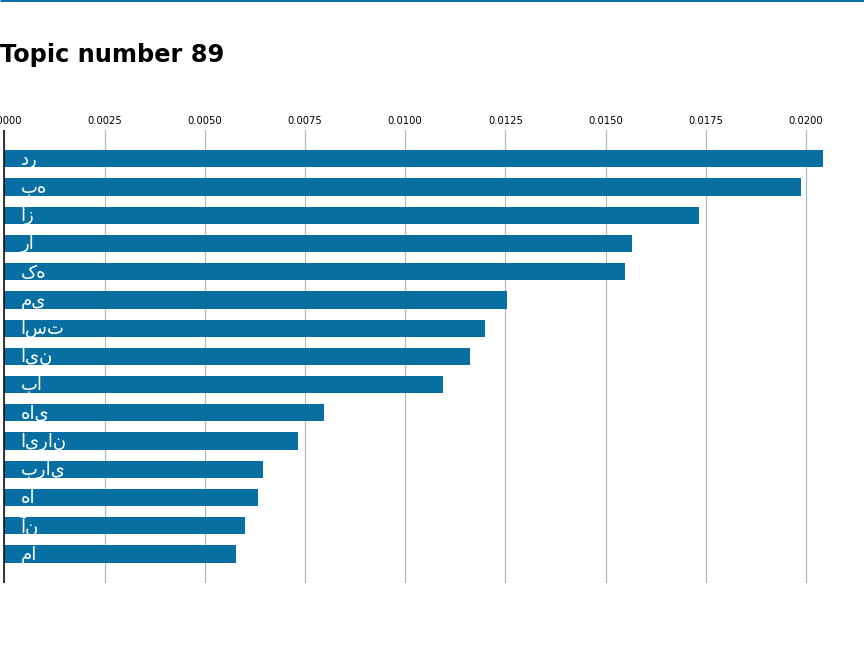 Topic number 89
0000 0.0025 0.0050 0.0075 0.0100 0.0125 0.0150 0.0175 0.0200
در
به
از
را
که
می
است
این
با
های
ایران
برای
ها
آن
ما